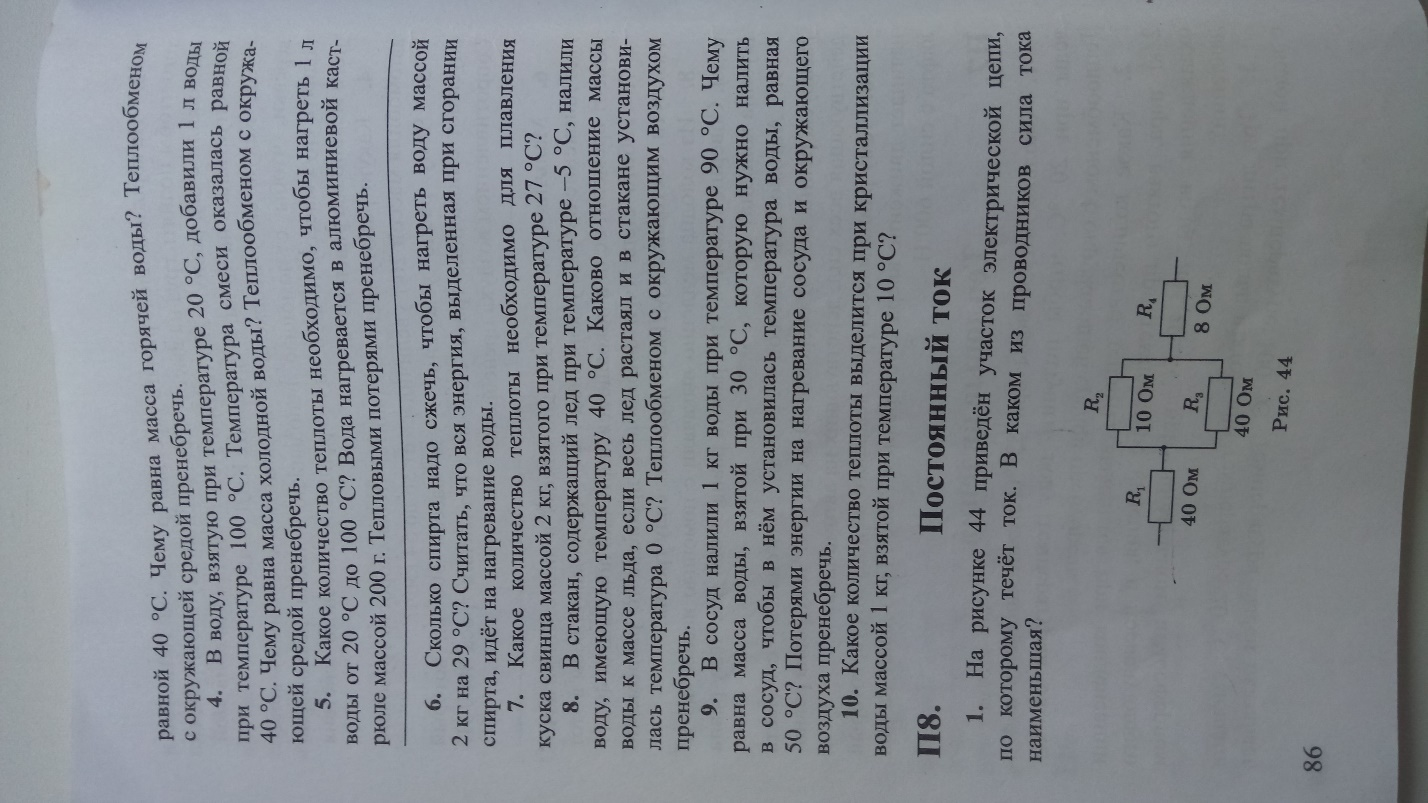 равной 40 °С. Чему равна масса горячей воды? Теплообменом
с окружающей средой пренебречь.
4. В воду, взятую при температуре 20 °С, добавили 1 л воды
при температуре 100 °С. Температура смеси оказалась равной
40 °С. Чему равна масса холодной воды? Теплообменом с окружа-
ющей средой пренебречь.
5. Какое количество теплоты необходимо, чтобы нагреть 1 л
воды от 20 °С до 100 °С? Вода нагревается в алюминиевой каст-
рюле массой 200 г. Тепловыми потерями пренебречь.
6. Сколько спирта надо сжечь, чтобы нагреть воду массой
2 кг на 29 °С? Считать, что вся энергия, выделенная при сгорании
спирта, идёт на нагревание воды.
7. Какое количество теплоты необходимо для плавления
куска свинца массой 2 кг, взятого при температуре 27 °С?
8. В стакан, содержащий лед при температуре –5 °С, налили
воду, имеющую температуру 40 °С. Каково отношение массы
воды к массе льда, если весь лед растаял и в стакане установи-
лась температура 0 °С? Теплообменом с окружающим воздухом
пренебречь.
9. В сосуд налили 1 кг воды при температуре 90 °С. Чему
равна масса воды, взятой при 30 °С, которую нужно налить
в сосуд, чтобы в нём установилась температура воды, равная
50 °С? Потерями энергии на нагревание сосуда и окружающего
воздуха пренебречь.
10. Какое количество теплоты выделится при кристаллизации
воды массой 1 кг, взятой при температуре 10 °С?
П8. Постоянный ток
1. На рисунке 44 приведён участок электрической цепи,
по которому течёт ток. В каком из проводников сила тока
наименьшая?
R₂
R₁
10 Ом
R₄
40 Ом
R₃
8 Ом
40 Ом
Рис. 44
86